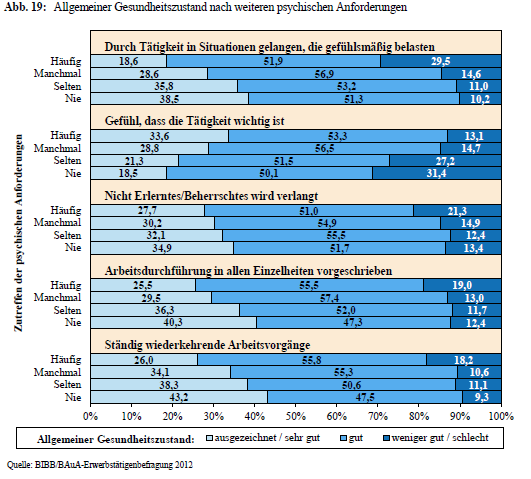 Abb. 19: Allgemeiner Gesundheitszustand nach weiteren psychischen Anforderungen
Zutreffen der psychischen Anforderungen
Durch Tätigkeit in Situationen gelangen, die gefühlsmäßig belasten
Häufig 18,6 51,9 29,5
Manchmal 28,6 56,9 14,6
Selten 35,8 53,2 11,0
Nie 38,5 51,3 10,2
Gefühl, dass die Tätigkeit wichtig ist
Häufig 33,6 53,3 13,1
Manchmal 28,8 56,5 14,7
Selten 21,3 51,5 27,2
Nie 18,5 50,1 31,4
Nicht Erlerntes/Beherrschtes wird verlangt
Häufig 27,7 51,0 21,3
Manchmal 30,2 54,9 14,9
Selten 32,1 55,5 12,4
Nie 34,9 51,7 13,4
Arbeitsdurchführung in allen Einzelheiten vorgeschrieben
Häufig 25,5 55,5 19,0
Manchmal 29,5 57,4 13,0
Selten 36,3 52,0 11,7
Nie 40,3 47,3 12,4
Ständig wiederkehrende Arbeitsvorgänge
Häufig 26,0 55,8 18,2
Manchmal 34,1 55,3 10,6
Selten 38,3 50,6 11,1
Nie 43,2 47,5 9,3
0% 10% 20% 30% 40% 50% 60% 70% 80% 90% 100%
Allgemeiner Gesundheitszustand: ausgezeichnet / sehr gut gut weniger gut / schlecht
Quelle: BIBB/BAuA-Erwerbstätigenbefragung 2012